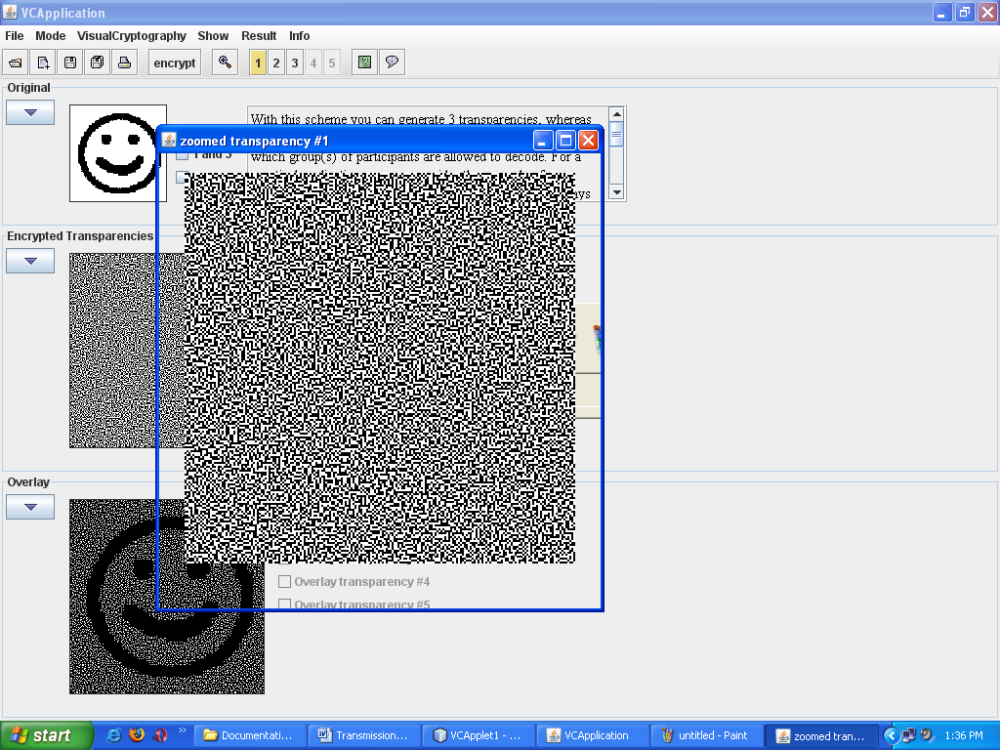 VCApplication
File Mode VisualCryptography Show Result Info
encrypt 1 2 3 4 5
Original
With this scheme you can generate 3 transparencies, whereas
zoomed transparency #1
1 and 3
which group(s) of participants are allowed to decode. For a
Encrypted Transparencies
Overlay
Overlay transparency #4
Overlay transparency #5
start Documentati... Transmission... VCApplet1 - ... VCApplication untitled - Paint zoomed tran... 1:36 PM